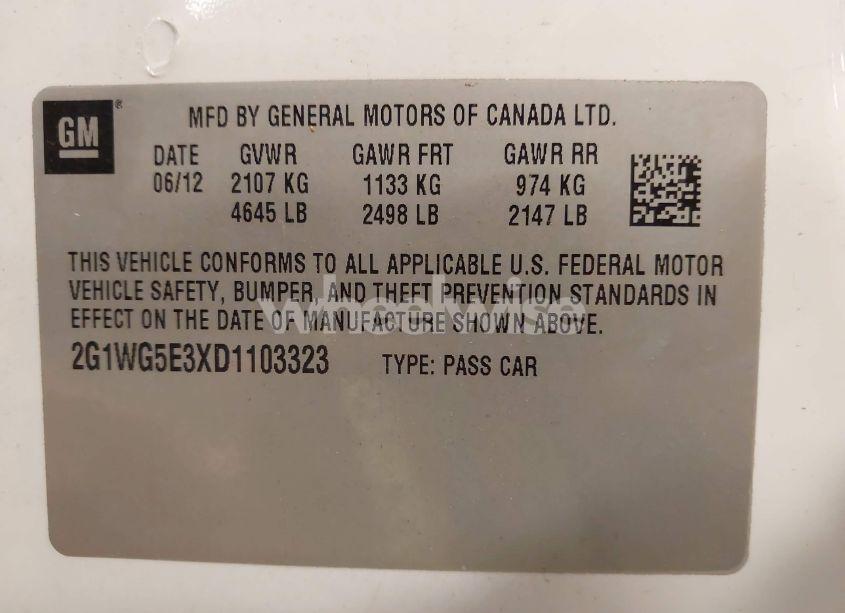 GM ®
MFD BY GENERAL MOTORS OF CANADA LTD.
DATE GVWR GAWR FRT GAWR RR
06/12 2107 KG 1133 KG 974 KG
4645 LB 2498 LB 2147 LB
THIS VEHICLE CONFORMS TO ALL APPLICABLE U.S. FEDERAL MOTOR
VEHICLE SAFETY, BUMPER, AND THEFT PREVENTION STANDARDS IN
wheelwise
EFFECT ON THE DATE OF MANUFACTURE SHOWN ABOVE.
2G1WG5E3XD1103323 TYPE: PASS CAR